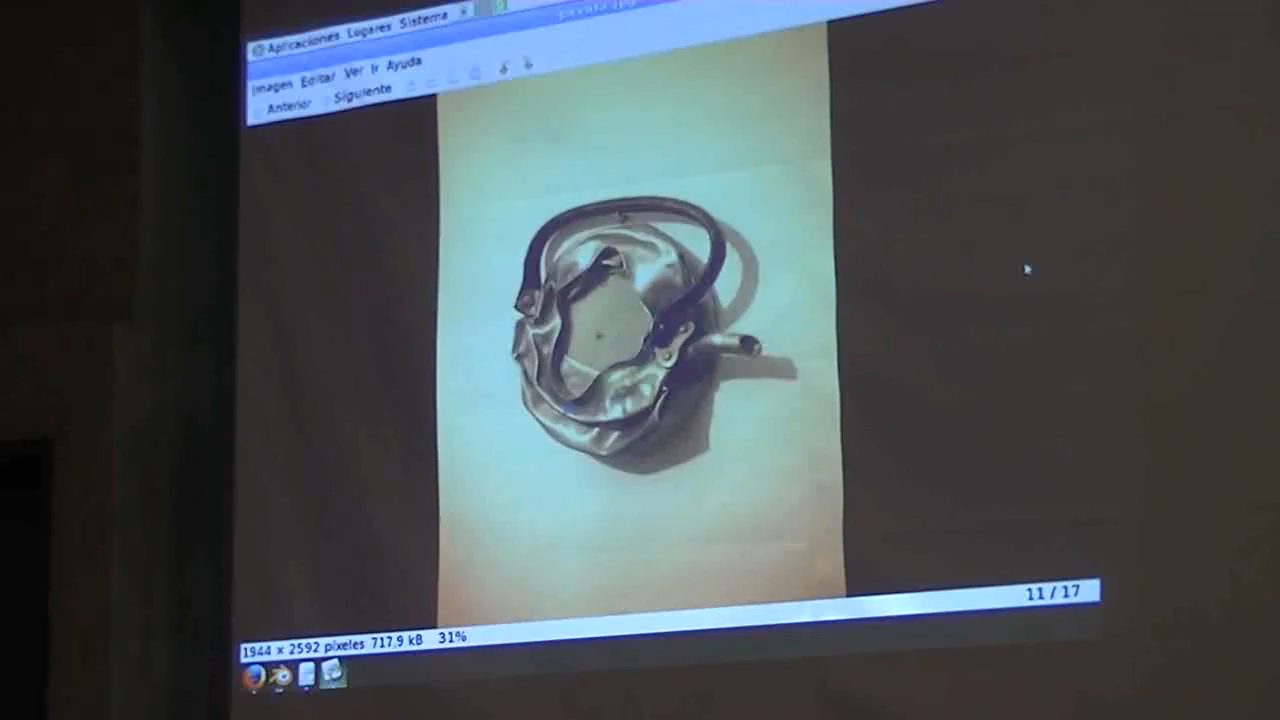 Aplicaciones Lugares Sistema
Imagen Editar Ver Ir Ayuda
Anterior Siguiente
11 / 17
1944 × 2592 píxeles 717,9 kB 31%